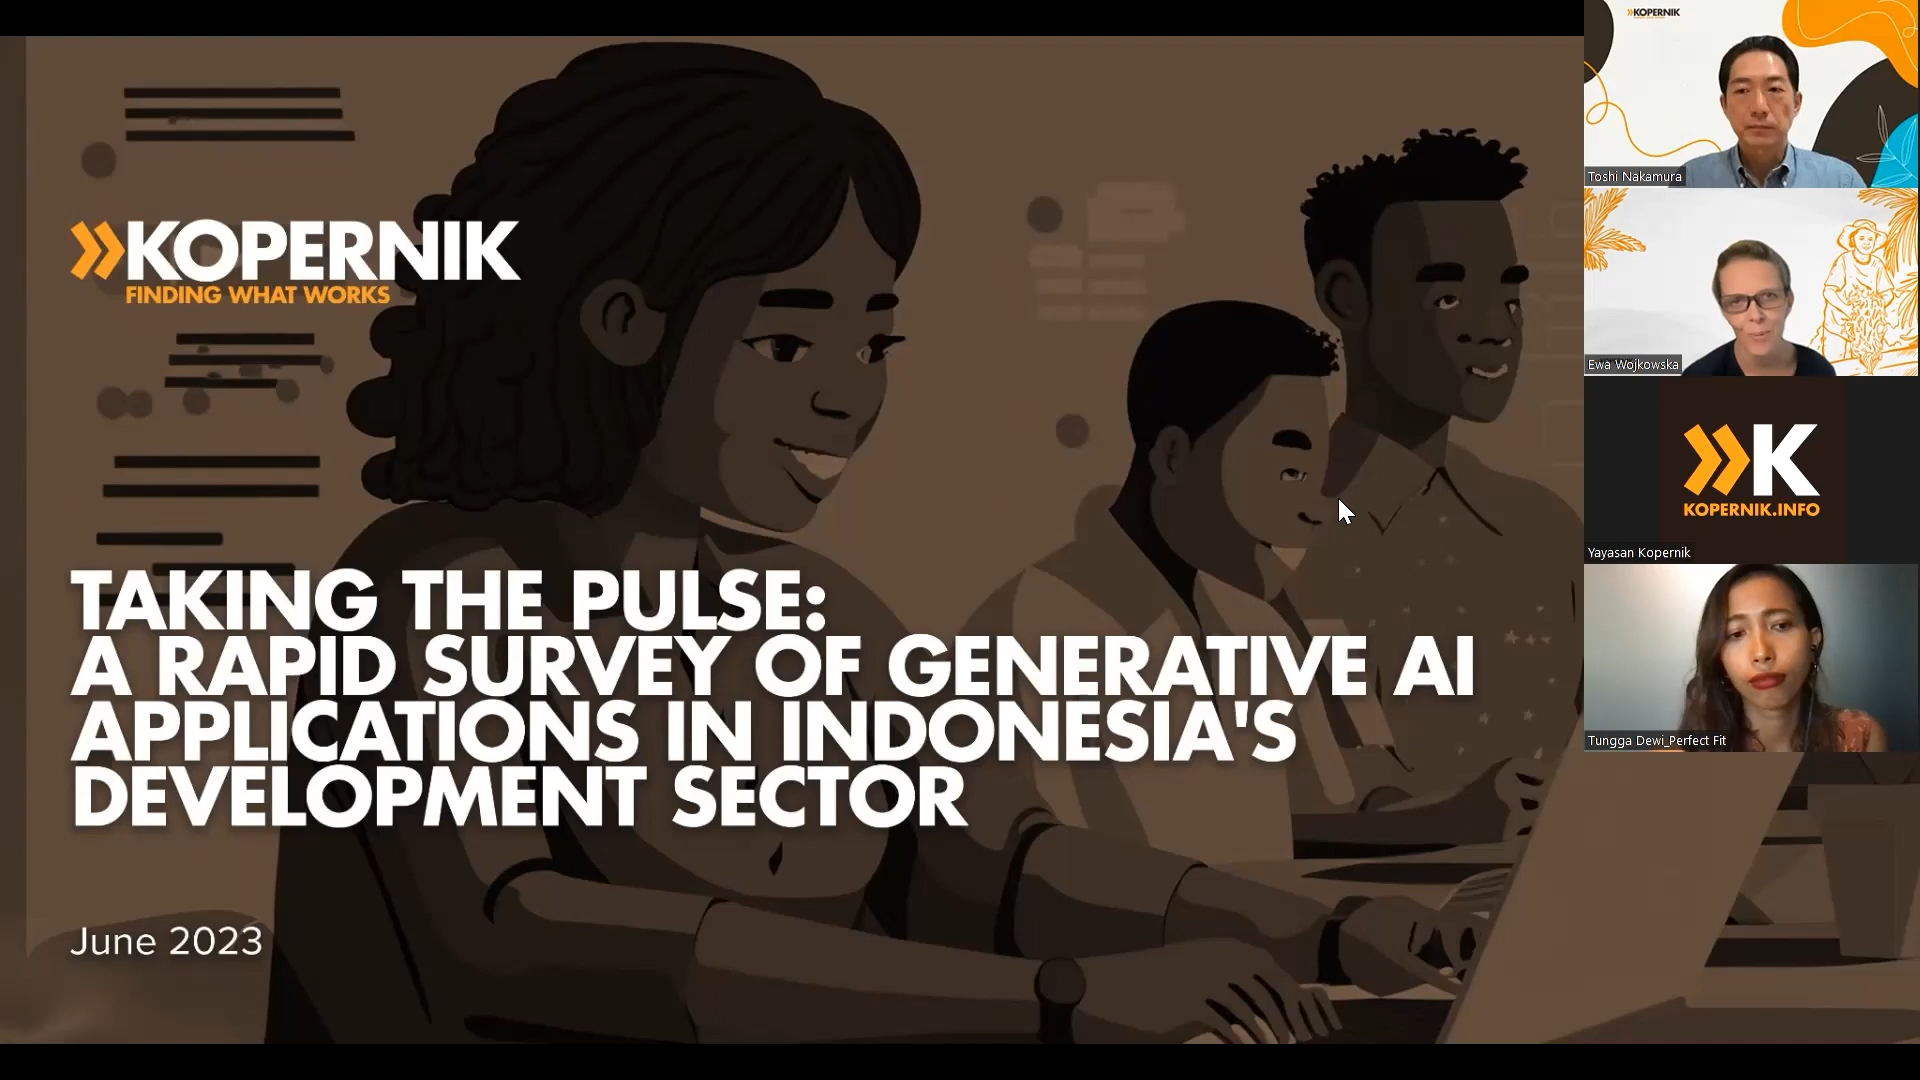 »KOPERNIK
FINDING WHAT WORKS
TAKING THE PULSE:
A RAPID SURVEY OF GENERATIVE AI
APPLICATIONS IN INDONESIA'S
DEVELOPMENT SECTOR
June 2023
»KOPERNIK
Toshi Nakamura
Ewa Wojkowska
»K
KOPERNIK.INFO
Yayasan Kopernik
Tungga Dewi_Perfect Fit